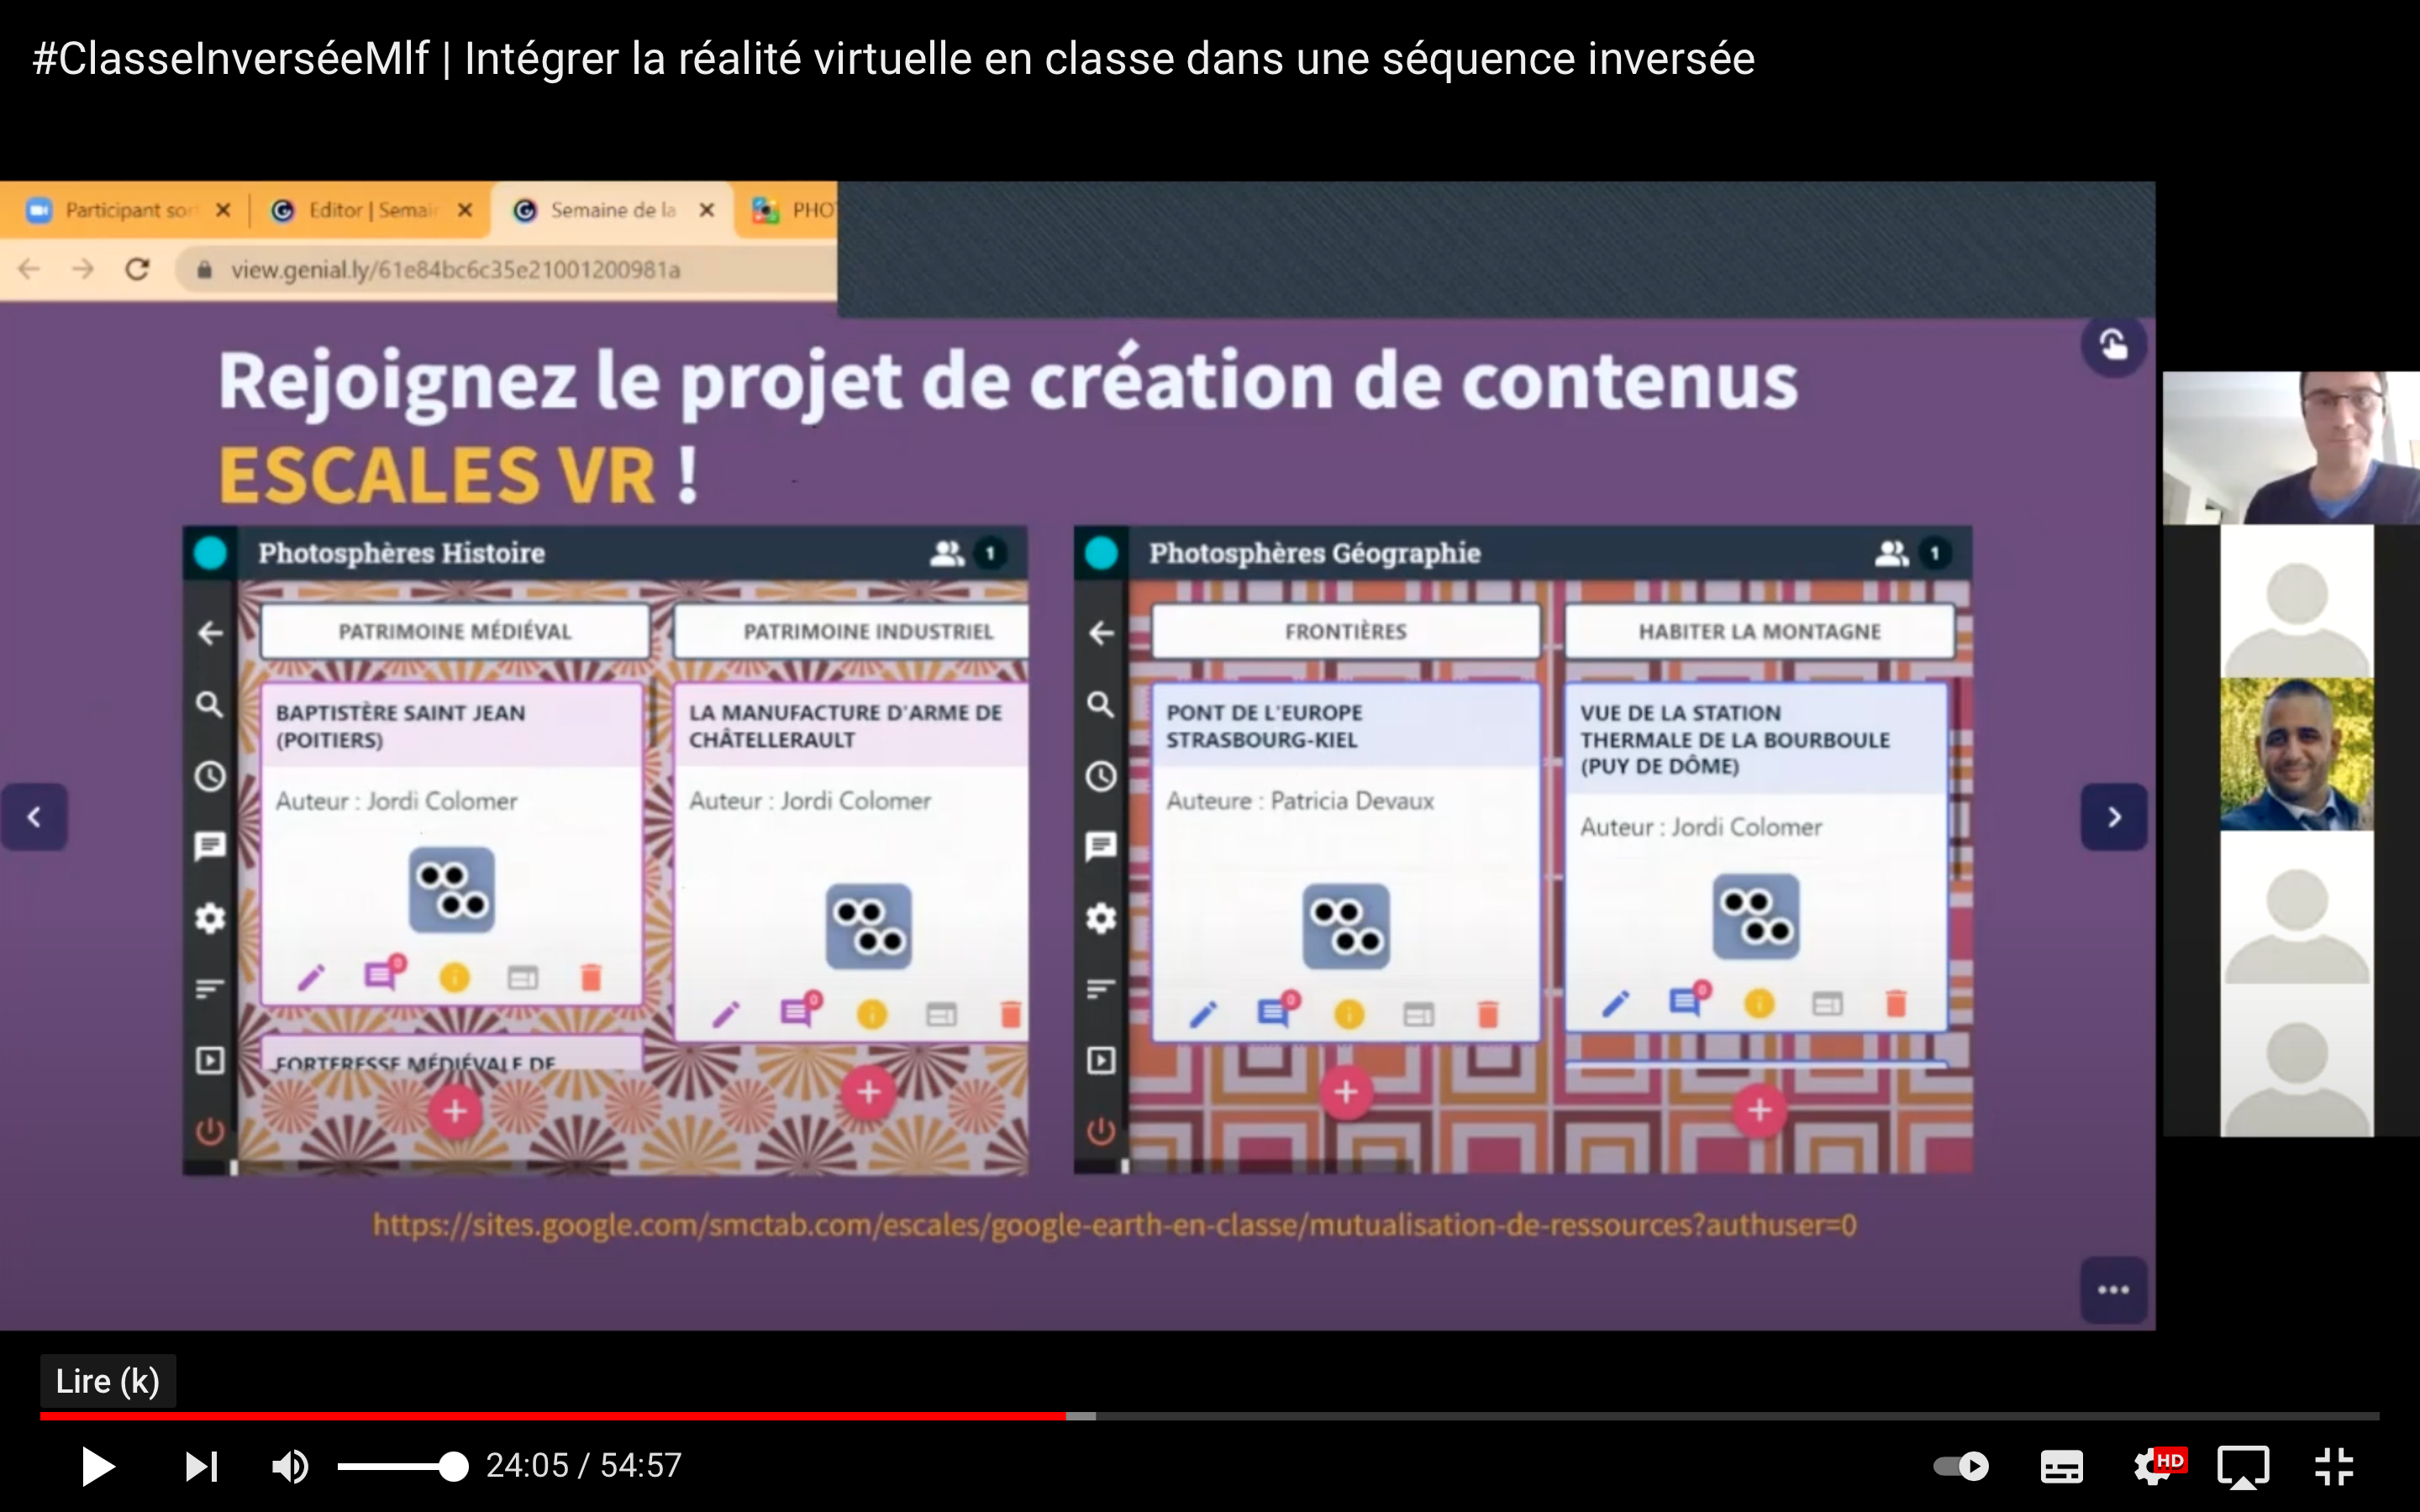 #ClasseInverséeMlf | Intégrer la réalité virtuelle en classe dans une séquence inversée
Participant sor
Editor | Semai
Semaine de la
PHO
view.genial.ly/61e84bc6c35e21001200981a
Rejoignez le projet de création de contenus
ESCALES VR !
Photosphères Histoire
1
PATRIMOINE MÉDIÉVAL
PATRIMOINE INDUSTRIEL
BAPTISTÈRE SAINT JEAN
(POITIERS)
Auteur : Jordi Colomer
0
LA MANUFACTURE D'ARME DE
CHÂTELLERAULT
Auteur : Jordi Colomer
0
FORTERESSE MÉDIÉVALE DE
Photosphères Géographie
1
FRONTIÈRES
HABITER LA MONTAGNE
PONT DE L'EUROPE
STRASBOURG-KIEL
Auteure : Patricia Devaux
0
VUE DE LA STATION
THERMALE DE LA BOURBOULE
(PUY DE DÔME)
Auteur : Jordi Colomer
0
https://sites.google.com/smctab.com/escales/google-earth-en-classe/mutualisation-de-ressources?authuser=0
Lire (k)
24:05 / 54:57
HD